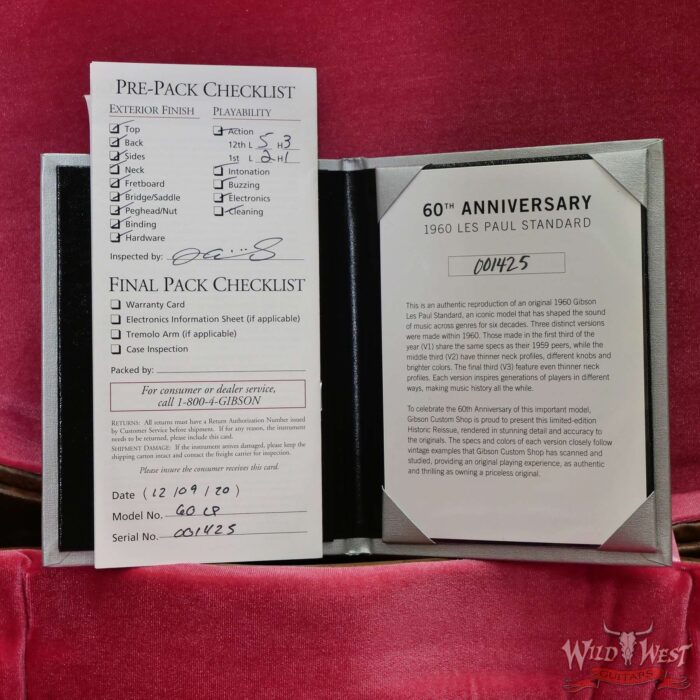 PRE-PACK CHECKLIST
EXTERIOR FINISH
Top
Back
Sides
Neck
Fretboard
Bridge/Saddle
Peghead/Nut
Binding
Hardware
PLAYABILITY
Action
12th L 5 H 3
1st L 2 H 1
Intonation
Buzzing
Electronics
Cleaning
Inspected by:
FINAL PACK CHECKLIST
Warranty Card
Electronics Information Sheet (if applicable)
Tremolo Arm (if applicable)
Case Inspection
Packed by:
For consumer or dealer service,
call 1-800-4-GIBSON
RETURNS: All returns must have a Return Authorization Number issued
by Customer Service before shipment. If for any reason, the instrument
needs to be returned, please include this card.
SHIPMENT DAMAGE: If the instrument arrives damaged, please keep the
shipping carton intact and contact the freight carrier for inspection.
Please insure the consumer receives this card.
Date (12/09/20)
Model No. 60 LP
Serial No. 001425
60TH ANNIVERSARY
1960 LES PAUL STANDARD
001425
This is an authentic reproduction of an original 1960 Gibson
Les Paul Standard, an iconic model that has shaped the sound
of music across genres for six decades. Three distinct versions
were made within 1960. Those made in the first third of the
year (V1) share the same specs as their 1959 peers, while the
middle third (V2) have thinner neck profiles, different knobs and
brighter colors. The final third (V3) feature even thinner neck
profiles. Each version inspires generations of players in different
ways, making music history all the while.
To celebrate the 60th Anniversary of this important model,
Gibson Custom Shop is proud to present this limited-edition
Historic Reissue, rendered in stunning detail and accuracy to
the originals. The specs and colors of each version closely follow
vintage examples that Gibson Custom Shop has scanned and
studied, providing an original playing experience, as authentic
and thrilling as owning a priceless original.
WILD WEST
GUITARS